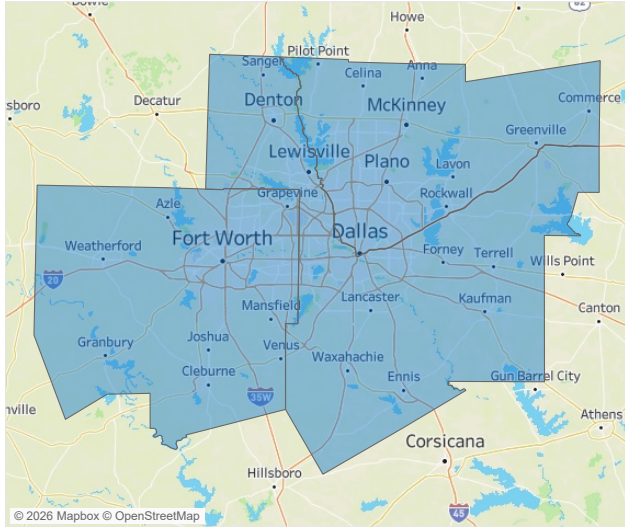 Bowie
Howe
82
Pilot Point
Sanger
Anna
Celina
sboro
Decatur
Denton
McKinney
Commerce
Greenville
Lewisville
Plano
Lavon
Grapevine
Rockwall
Azle
Dallas
Fort Worth
Weatherford
Forney
Terrell
Wills Point
20
Lancaster
Kaufman
Mansfield
Canton
Granbury
Joshua
Venus
Waxahachie
Cleburne
Ennis
Gun Barrel City
35W
nville
Athens
Corsicana
Hillsboro
45
© 2026 Mapbox © OpenStreetMap